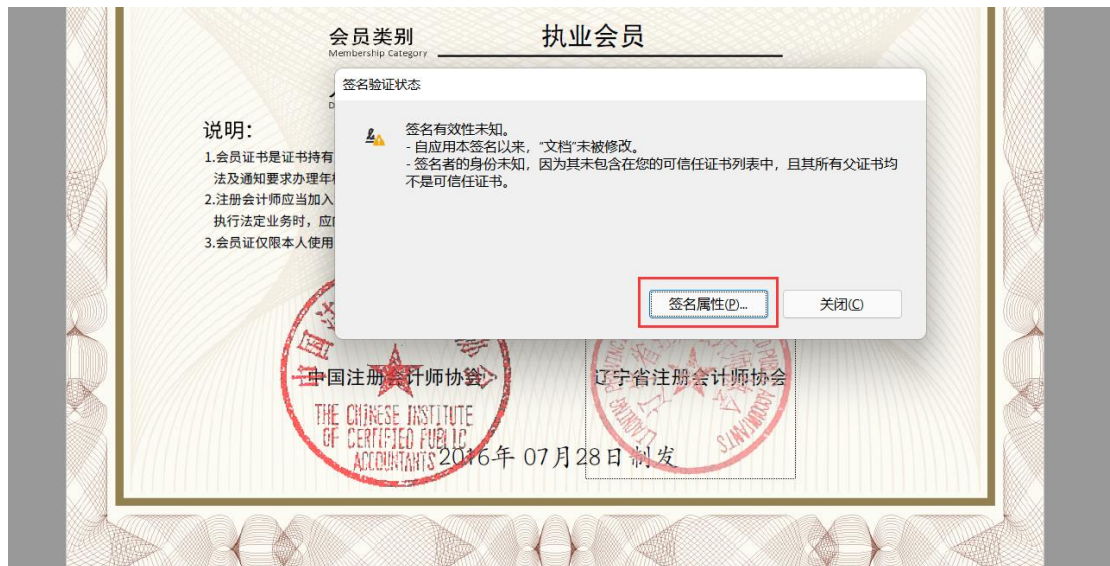 会员类别
Membership Category
执业会员
签名验证状态
说明：
签名有效性未知。
- 自应用本签名以来，"文档"未被修改。
- 签名者的身份未知，因为其未包含在您的可信任证书列表中，且其所有父证书均
不是可信任证书。
1.会员证书是证书持有
法及通知要求办理年
2.注册会计师应当加入
执行法定业务时，应
3.会员证仅限本人使用
签名属性(P)...
关闭(C)
中国注册会计师协会
THE CHINESE INSTITUTE
OF CERTIFIED PUBLIC
ACCOUNTANTS
辽宁省注册会计师协会
2016年 07月28日制发